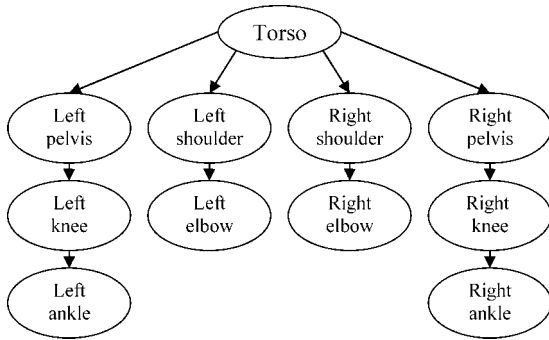 Torso
Left
pelvis
Left
shoulder
Right
shoulder
Right
pelvis
Left
knee
Left
elbow
Right
elbow
Right
knee
Left
ankle
Right
ankle